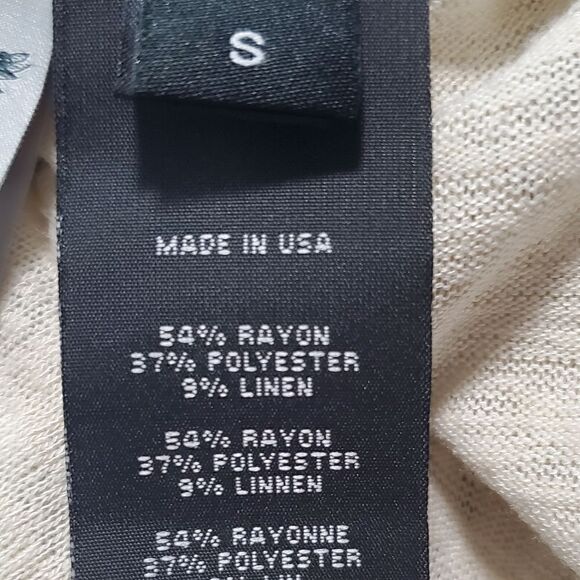 S
MADE IN USA
54% RAYON
37% POLYESTER
9% LINEN
54% RAYON
37% POLYESTER
9% LINNEN
54% RAYONNE
37% POLYESTER